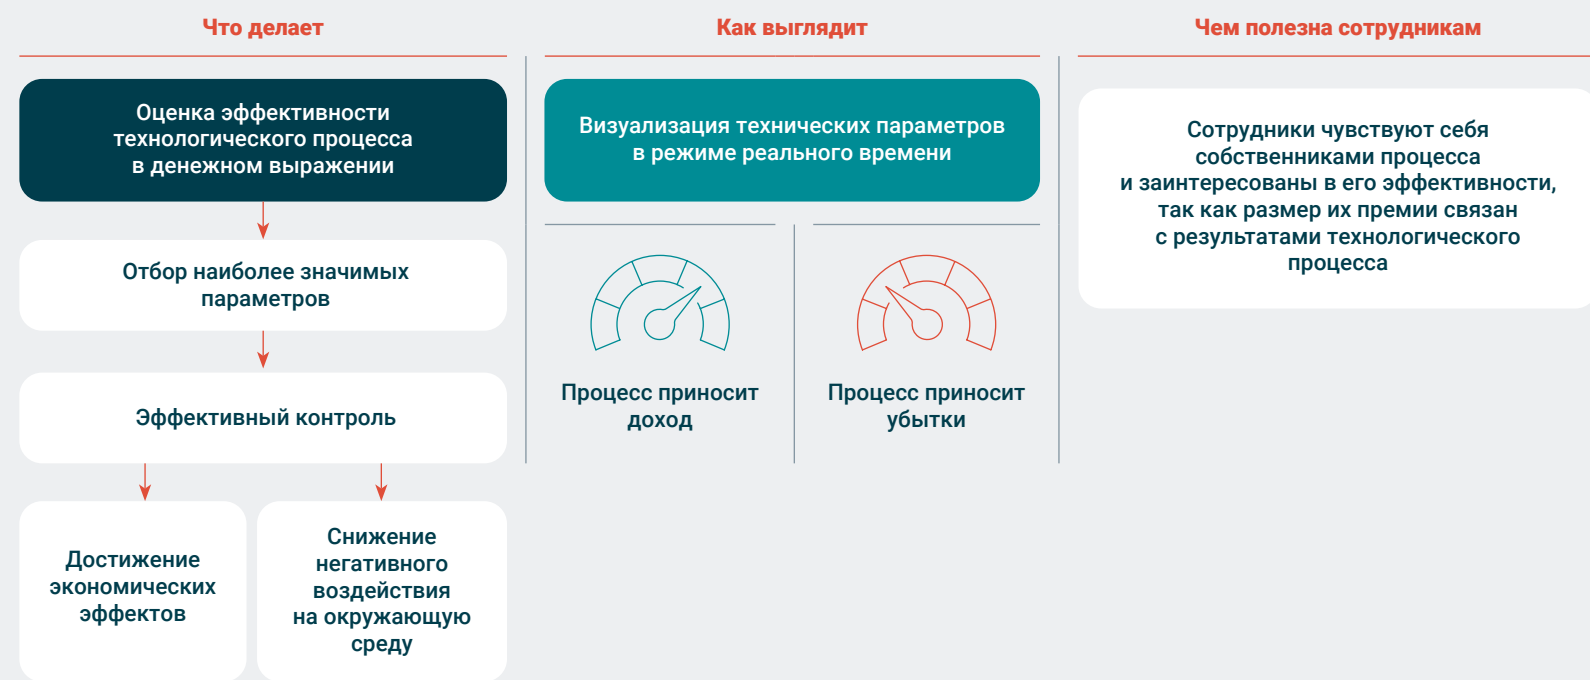 Что делает
Оценка эффективности
технологического процесса
в денежном выражении
Отбор наиболее значимых
параметров
Эффективный контроль
Достижение
экономических
эффектов
Снижение
негативного
воздействия
на окружающую
среду
Как выглядит
Визуализация технических параметров
в режиме реального времени
Процесс приносит
доход
Процесс приносит
убытки
Чем полезна сотрудникам
Сотрудники чувствуют себя
собственниками процесса
и заинтересованы в его эффективности,
так как размер их премии связан
с результатами технологического
процесса